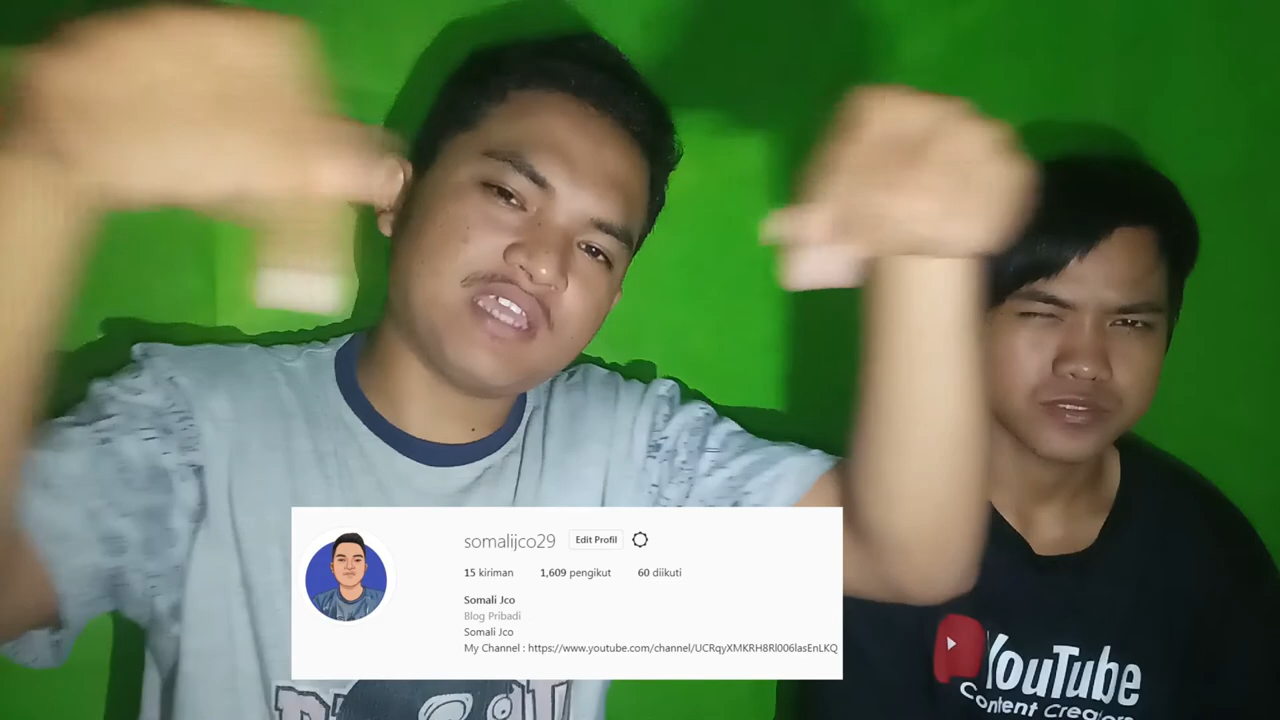 somalijco29 Edit Profil
15 kiriman 1,609 pengikut 60 diikuti
Somali Jco
Blog Pribadi
Somali Jco
My Channel : https://www.youtube.com/channel/UCRqyXMKRH8Rl006lasEnLKQ
YouTube
Content Creator